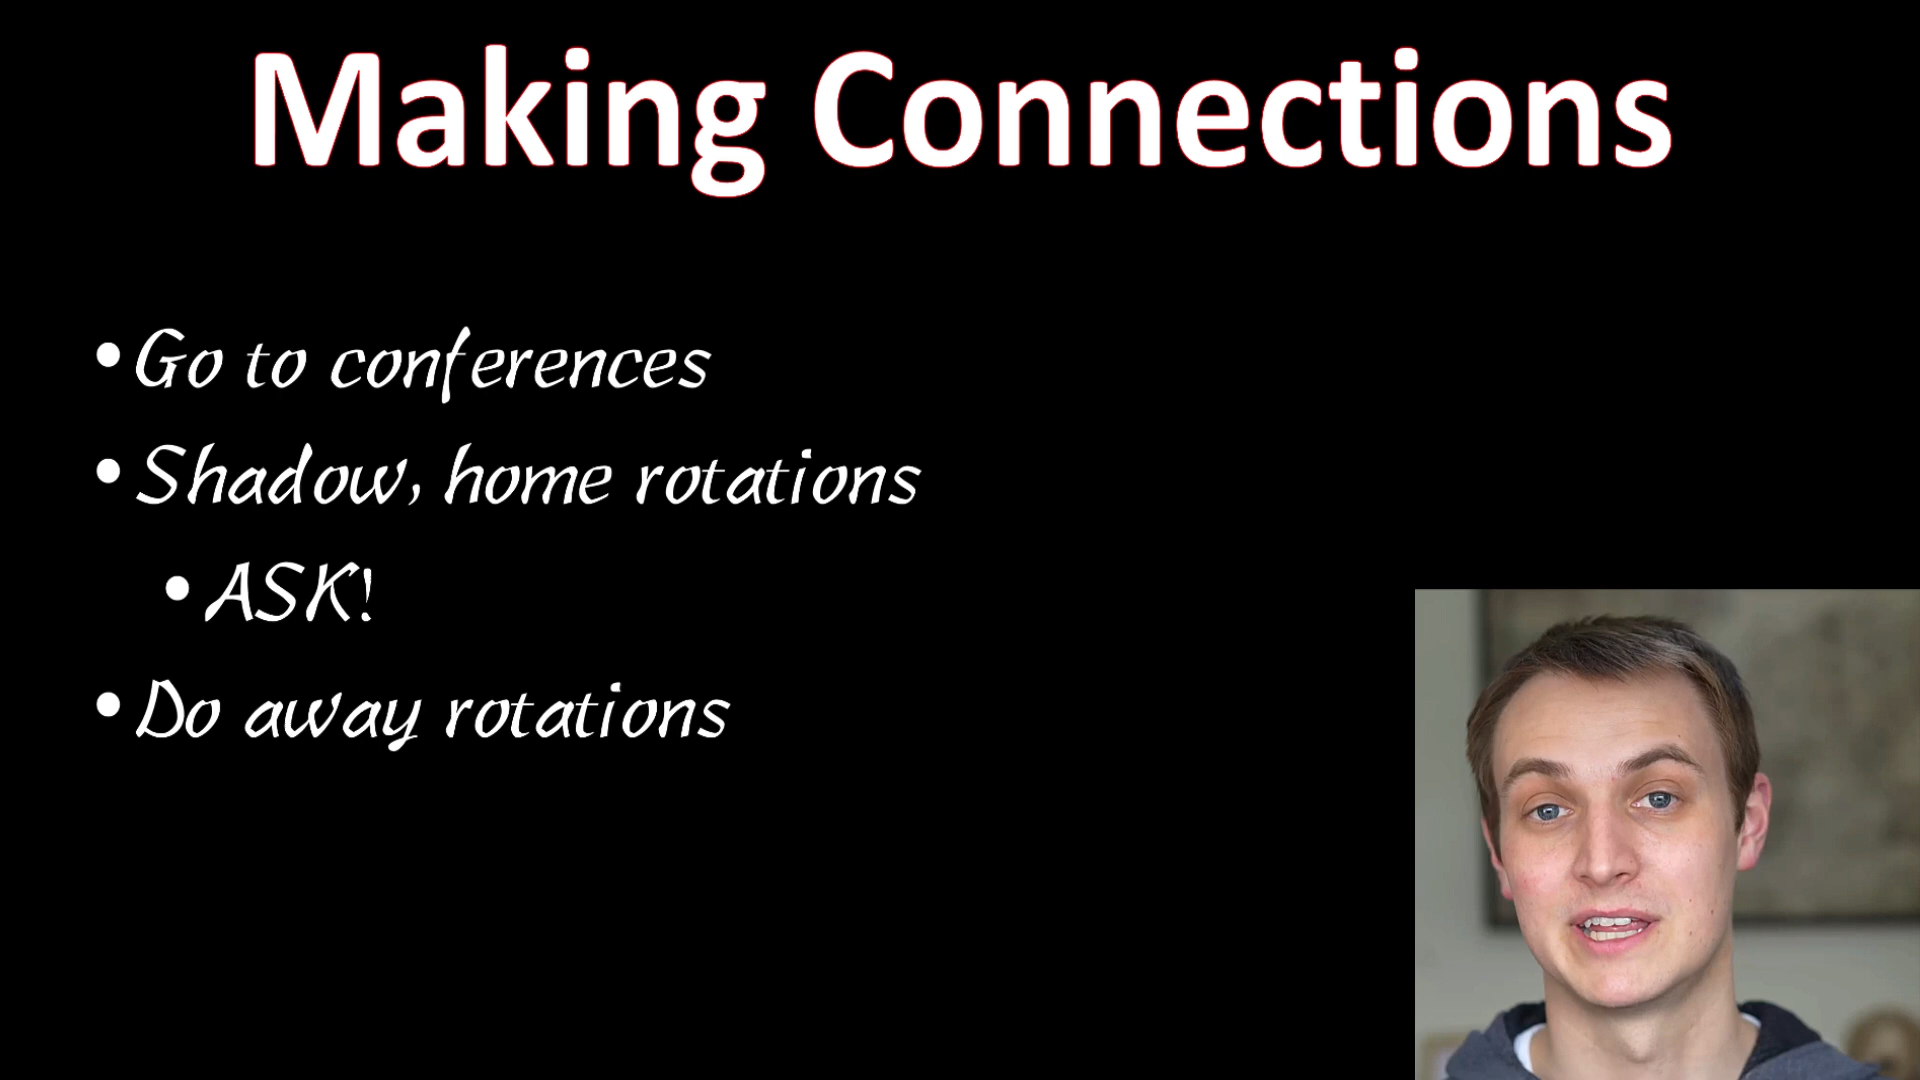 Making Connections
• Go to conferences
• Shadow, home rotations
• ASK!
• Do away rotations